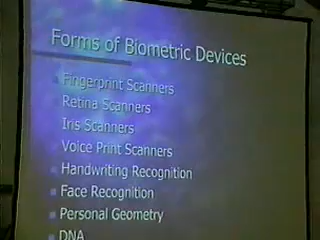 Forms of Biometric Devices
Fingerprint Scanners
Retina Scanners
Iris Scanners
Voice Print Scanners
Handwriting Recognition
Face Recognition
Personal Geometry
DNA